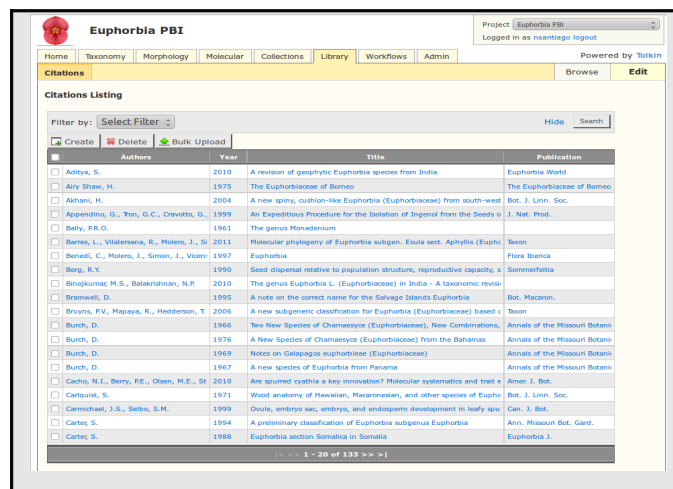 Euphorbia PBI
Project Euphorbia PBI
Logged in as nsantiago logout
Home Taxonomy Morphology Molecular Collections Library Workflows Admin
Powered by Tolkin
Citations Browse Edit
Citations Listing
Filter by: Select Filter Hide Search
Create Delete Bulk Upload
Authors Year Title Publication
Aditya, S. 2010 A revision of geophytic Euphorbia species from India Euphorbia World
Airy Shaw, H. 1975 The Euphorbiaceae of Borneo The Euphorbiaceae of Borneo
Akhani, H. 2004 A new spiny, cushion-like Euphorbia (Euphorbiaceae) from south-west Bot. J. Linn. Soc.
Appendino, G., Tron, G.C., Cravotto, G., 1999 An Expeditious Procedure for the Isolation of Ingenol from the Seeds o J. Nat. Prod.
Bally, P.R.O. 1961 The genus Monadenium
Barres, L., Vilatersana, R., Molero, J., Su 2011 Molecular phylogeny of Euphorbia subgen. Esula sect. Aphyllis (Euphc Taxon
Benedí, C., Molero, J., Simon, J., Vicens 1997 Euphorbia Flora Iberica
Berg, R.Y. 1990 Seed dispersal relative to population structure, reproductive capacity, s Sommerfeltia
Binojkumar, M.S., Balakrishnan, N.P. 2010 The genus Euphorbia L. (Euphorbiaceae) in India - A taxonomic revisi
Bramwell, D. 1995 A note on the correct name for the Salvage Islands Euphorbia Bot. Macaron.
Bruyns, P.V., Mapaya, R., Hedderson, T. 2006 A new subgeneric classification for Euphorbia (Euphorbiaceae) based c Taxon
Burch, D. 1966 Two New Species of Chamaesyce (Euphorbiaceae), New Combinations, Annals of the Missouri Botani
Burch, D. 1976 A New Species of Chamaesyce (Euphorbiaceae) from the Bahamas Annals of the Missouri Botani
Burch, D. 1969 Notes on Galapagos euphorbieae (Euphorbiaceae) Annals of the Missouri Botani
Burch, D. 1967 A new species of Euphorbia from Panama Annals of the Missouri Botani
Cacho, N.I., Berry, P.E., Olsen, M.E., St 2010 Are spurred cyathia a key innovation? Molecular systematics and trait e Amer. J. Bot.
Carlquist, S. 1971 Wood anatomy of Hawaiian, Macaronesian, and other species of Euphc Bot. J. Linn. Soc.
Carmichael, J.S., Selbo, S.M. 1999 Ovule, embryo sac, embryo, and endosperm development in leafy spu Can. J. Bot.
Carter, S. 1994 A preliminary classification of Euphorbia subgenus Euphorbia Ann. Missouri Bot. Gard.
Carter, S. 1988 Euphorbia section Somalica in Somalia Euphorbia J.
|< << 1 - 20 of 133 >> >|